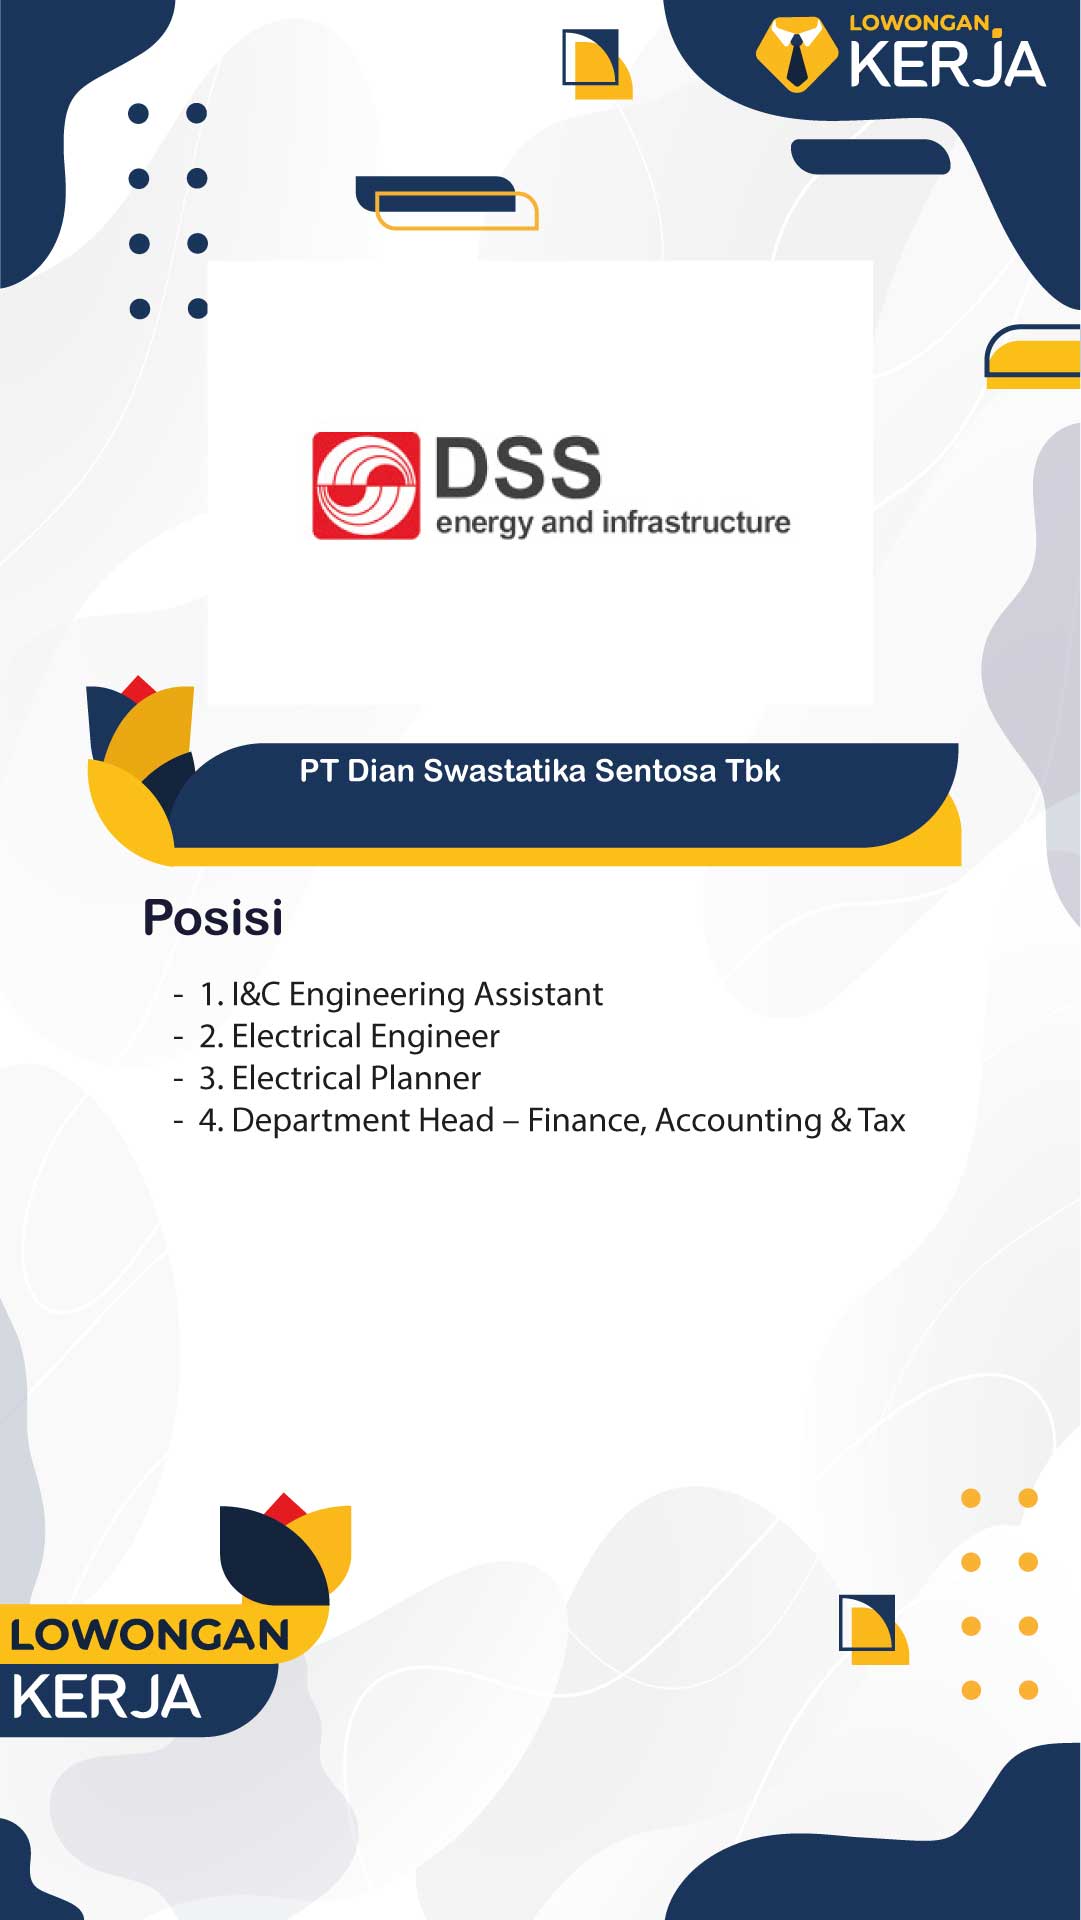 LOWONGAN
KERJA
DSS
energy and infrastructure
PT Dian Swastatika Sentosa Tbk
Posisi
- 1. I&C Engineering Assistant
- 2. Electrical Engineer
- 3. Electrical Planner
- 4. Department Head – Finance, Accounting & Tax
LOWONGAN
KERJA